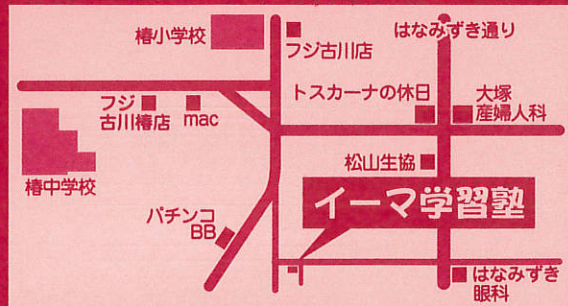 椿小学校
フジ古川店
はなみずき通り
フジ
古川椿店
mac
トスカーナの休日
大塚
産婦人科
椿中学校
松山生協
パチンコ
BB
イーマ学習塾
はなみずき
眼科